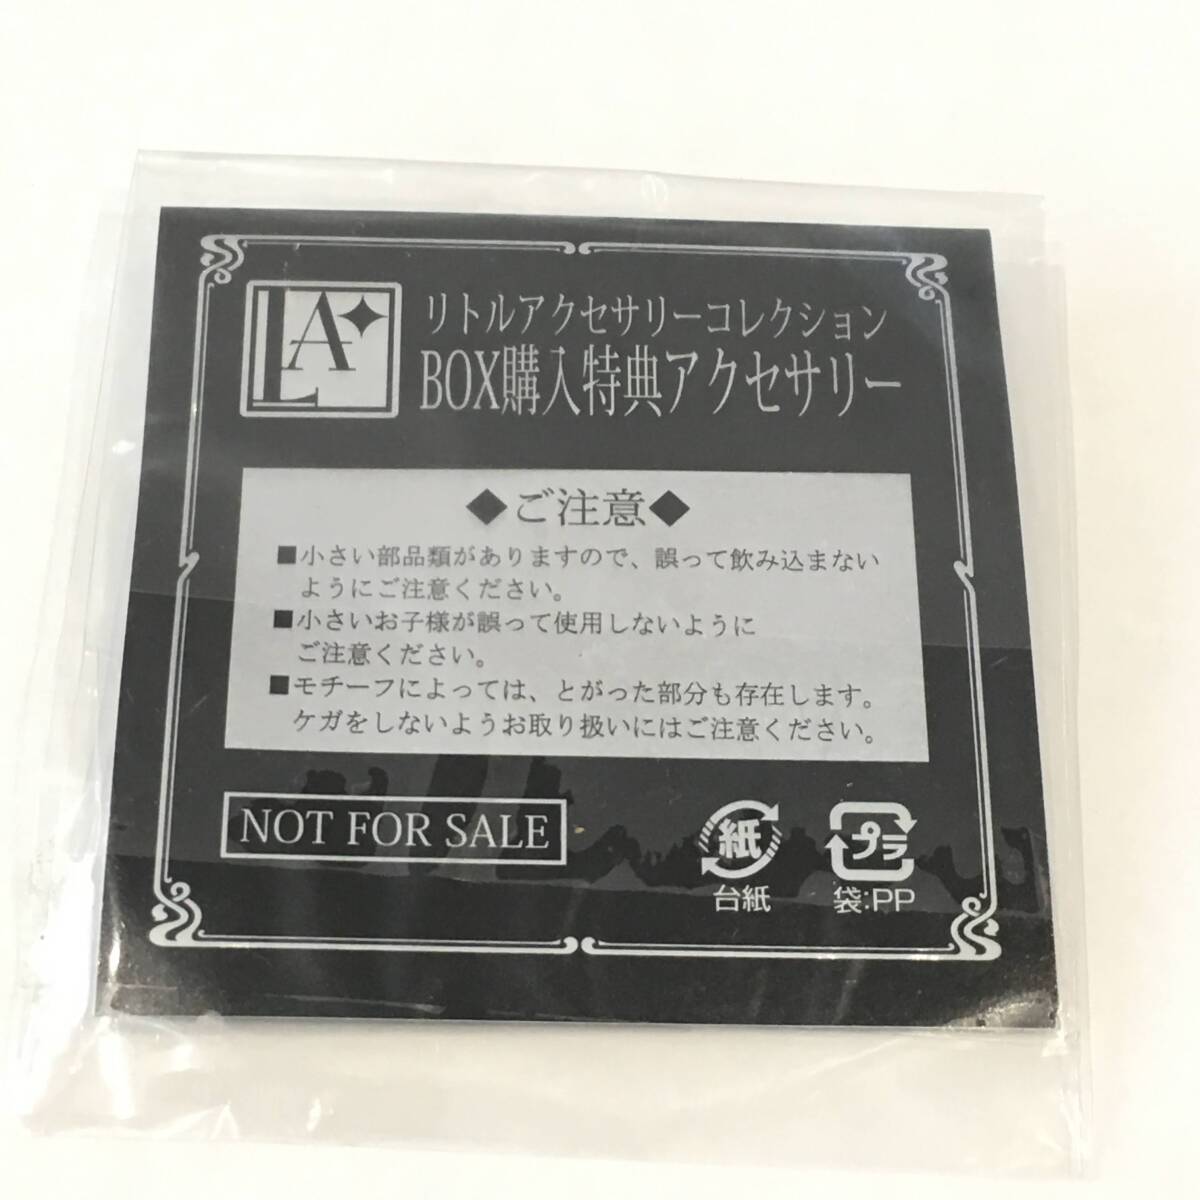 LA
リトルアクセサリーコレクション
BOX購入特典アクセサリー
◆ご注意◆
■小さい部品類がありますので、誤って飲み込まない
ようにご注意ください。
■小さいお子様が誤って使用しないように
ご注意ください。
■モチーフによっては、とがった部分も存在します。
ケガをしないようお取り扱いにはご注意ください。
NOT FOR SALE
紙
台紙
プラ
袋:PP